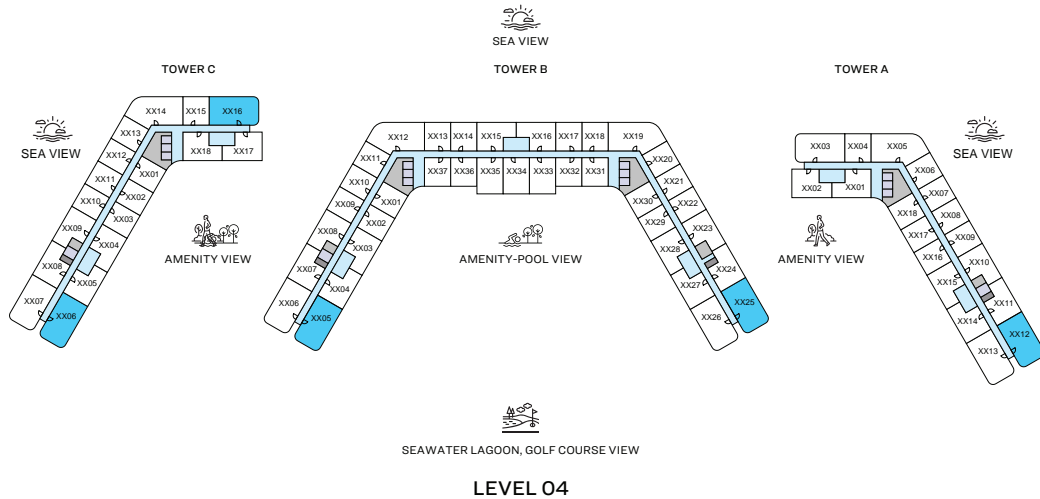 SEA VIEW
TOWER C
TOWER B
TOWER A
SEA VIEW
XX14
XX15
XX16
XX13
XX12
XX11
XX10
XX09
XX08
XX07
XX06
XX05
XX04
XX03
XX02
XX01
XX18
XX17
AMENITY VIEW
XX12
XX13
XX14
XX15
XX16
XX17
XX18
XX19
XX11
XX10
XX09
XX08
XX07
XX06
XX05
XX04
XX03
XX02
XX01
XX37
XX36
XX35
XX34
XX33
XX32
XX31
XX20
XX21
XX22
XX23
XX24
XX25
XX26
XX27
XX28
XX29
XX30
AMENITY-POOL VIEW
SEA VIEW
XX03
XX04
XX05
XX02
XX01
XX06
XX07
XX08
XX09
XX10
XX11
XX12
XX13
XX14
XX15
XX16
XX17
XX18
AMENITY VIEW
SEAWATER LAGOON, GOLF COURSE VIEW
LEVEL 04